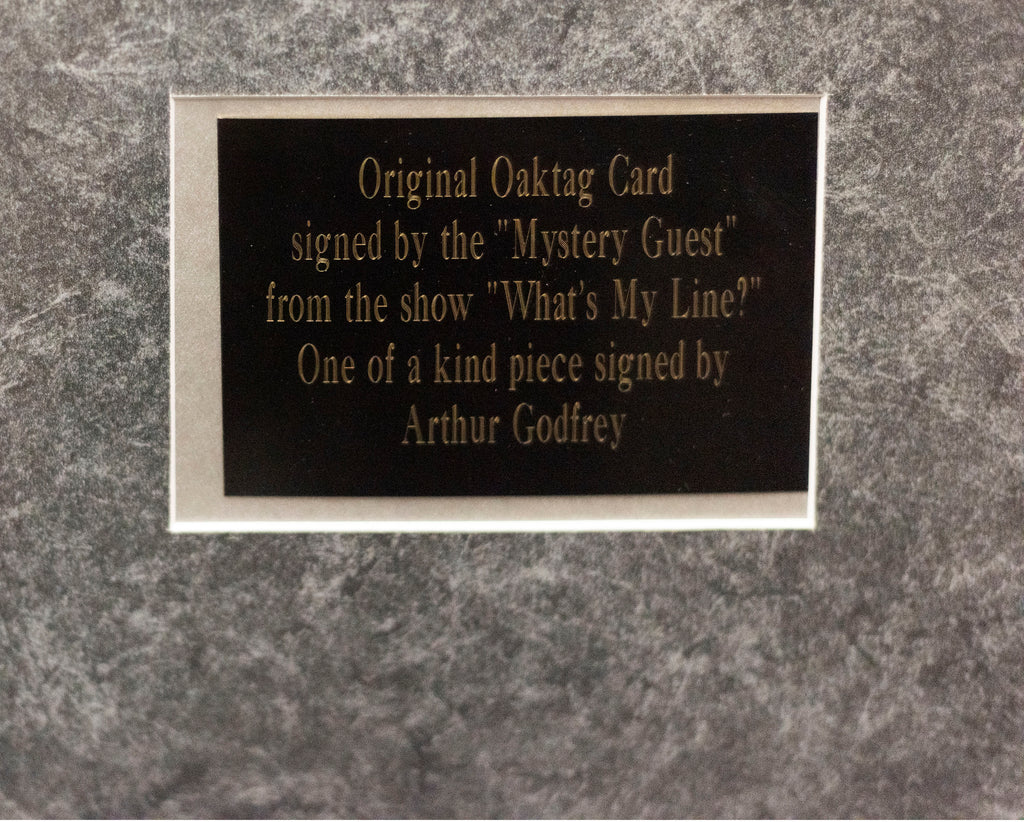 Original Oaktag Card
signed by the "Mystery Guest"
from the show "What's My Line?"
One of a kind piece signed by
Arthur Godfrey